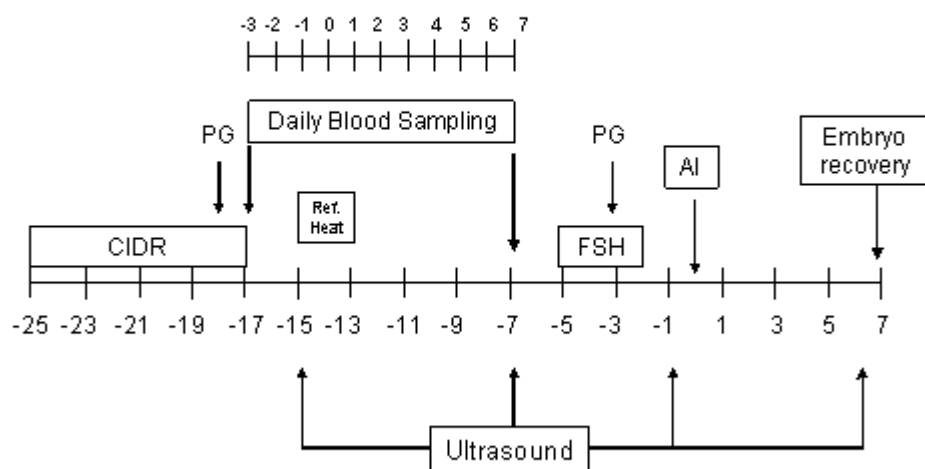 -3 -2 -1 0 1 2 3 4 5 6 7
Daily Blood Sampling
PG
PG
AI
Embryo
recovery
Ref.
Heat
CIDR
FSH
-25 -23 -21 -19 -17 -15 -13 -11 -9 -7 -5 -3 -1 1 3 5 7
Ultrasound